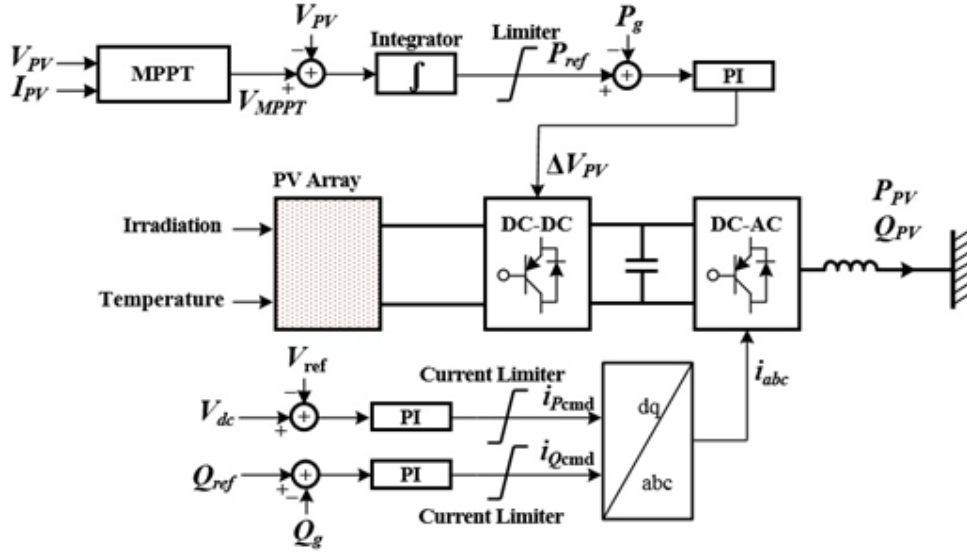 V_PV
I_PV
MPPT
V_MPPT
V_PV
−
+
+
Integrator
∫
Limiter
P_ref
P_g
−
+
+
PI
ΔV_PV
PV Array
Irradiation
Temperature
DC-DC
DC-AC
P_PV
Q_PV
V_ref
−
V_dc
+
+
PI
Current Limiter
i_Pcmd
Q_ref
+
+
−
Q_g
PI
i_Qcmd
Current Limiter
dq
abc
i_abc